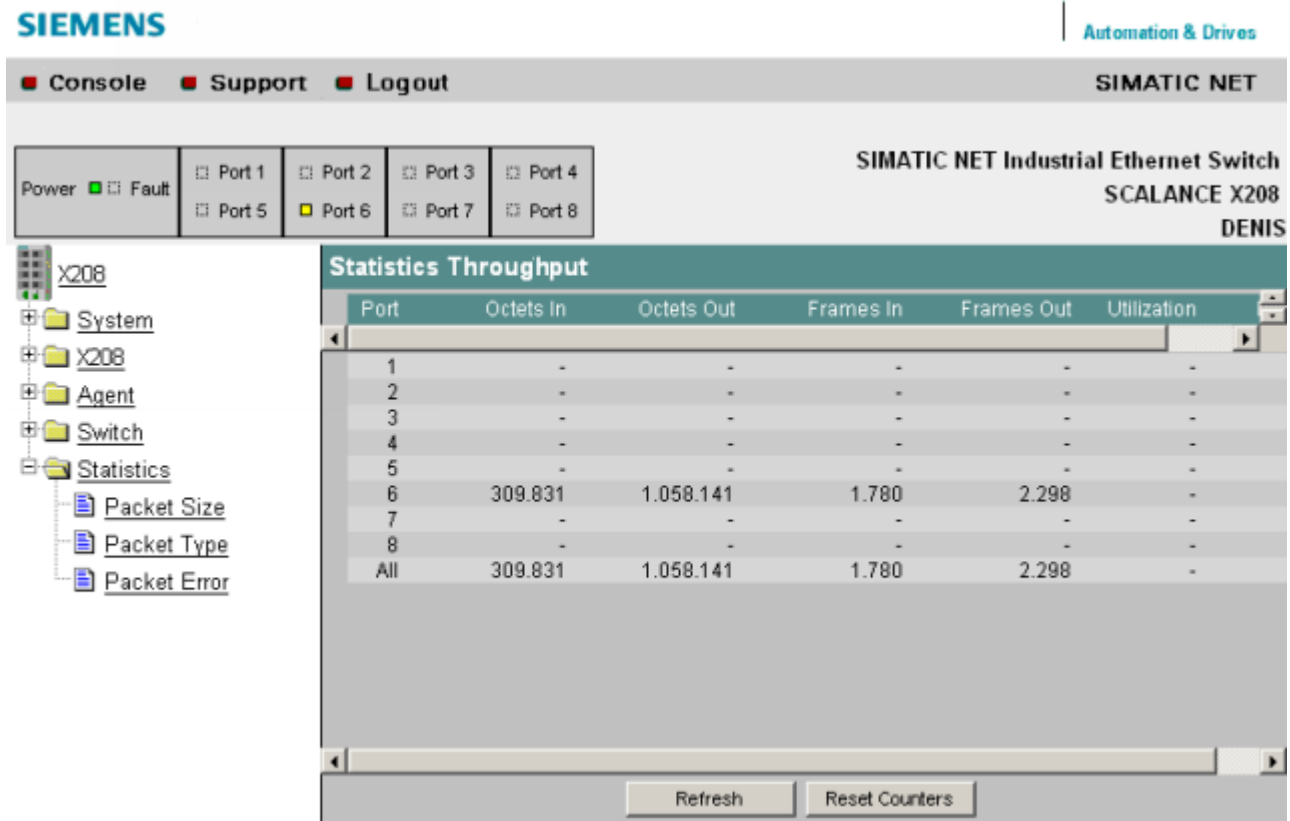 SIEMENS
Automation & Drives
Console Support Logout SIMATIC NET
Power Fault Port 1 Port 2 Port 3 Port 4
Port 5 Port 6 Port 7 Port 8
SIMATIC NET Industrial Ethernet Switch
SCALANCE X208
DENIS
X208
System
X208
Agent
Switch
Statistics
Packet Size
Packet Type
Packet Error
Statistics Throughput
Port Octets In Octets Out Frames In Frames Out Utilization
1 - - - - -
2 - - - - -
3 - - - - -
4 - - - - -
5 - - - - -
6 309.831 1.058.141 1.780 2.298 -
7 - - - - -
8 - - - - -
All 309.831 1.058.141 1.780 2.298 -
Refresh Reset Counters